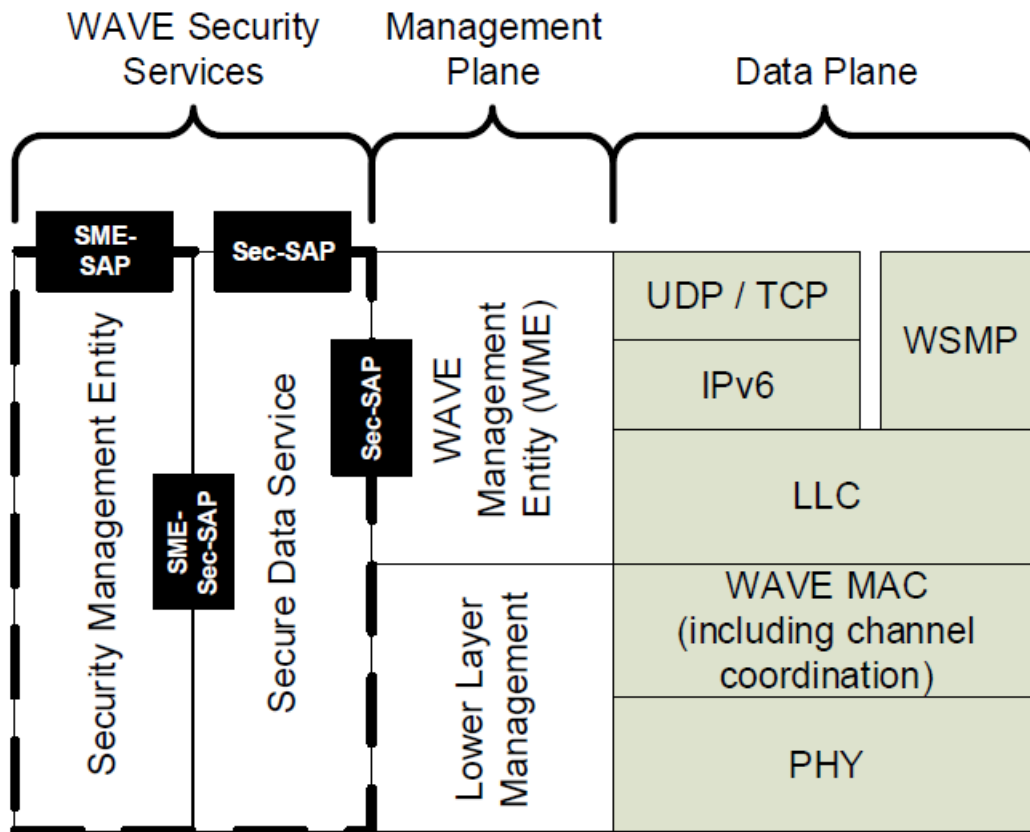 WAVE Security
Services
Management
Plane
Data Plane
SME-
SAP
Sec-SAP
Security Management Entity
SME-
Sec-SAP
Secure Data Service
Sec-SAP
WAVE
Management
Entity (WME)
Lower Layer
Management
UDP / TCP
IPv6
WSMP
LLC
WAVE MAC
(including channel
coordination)
PHY